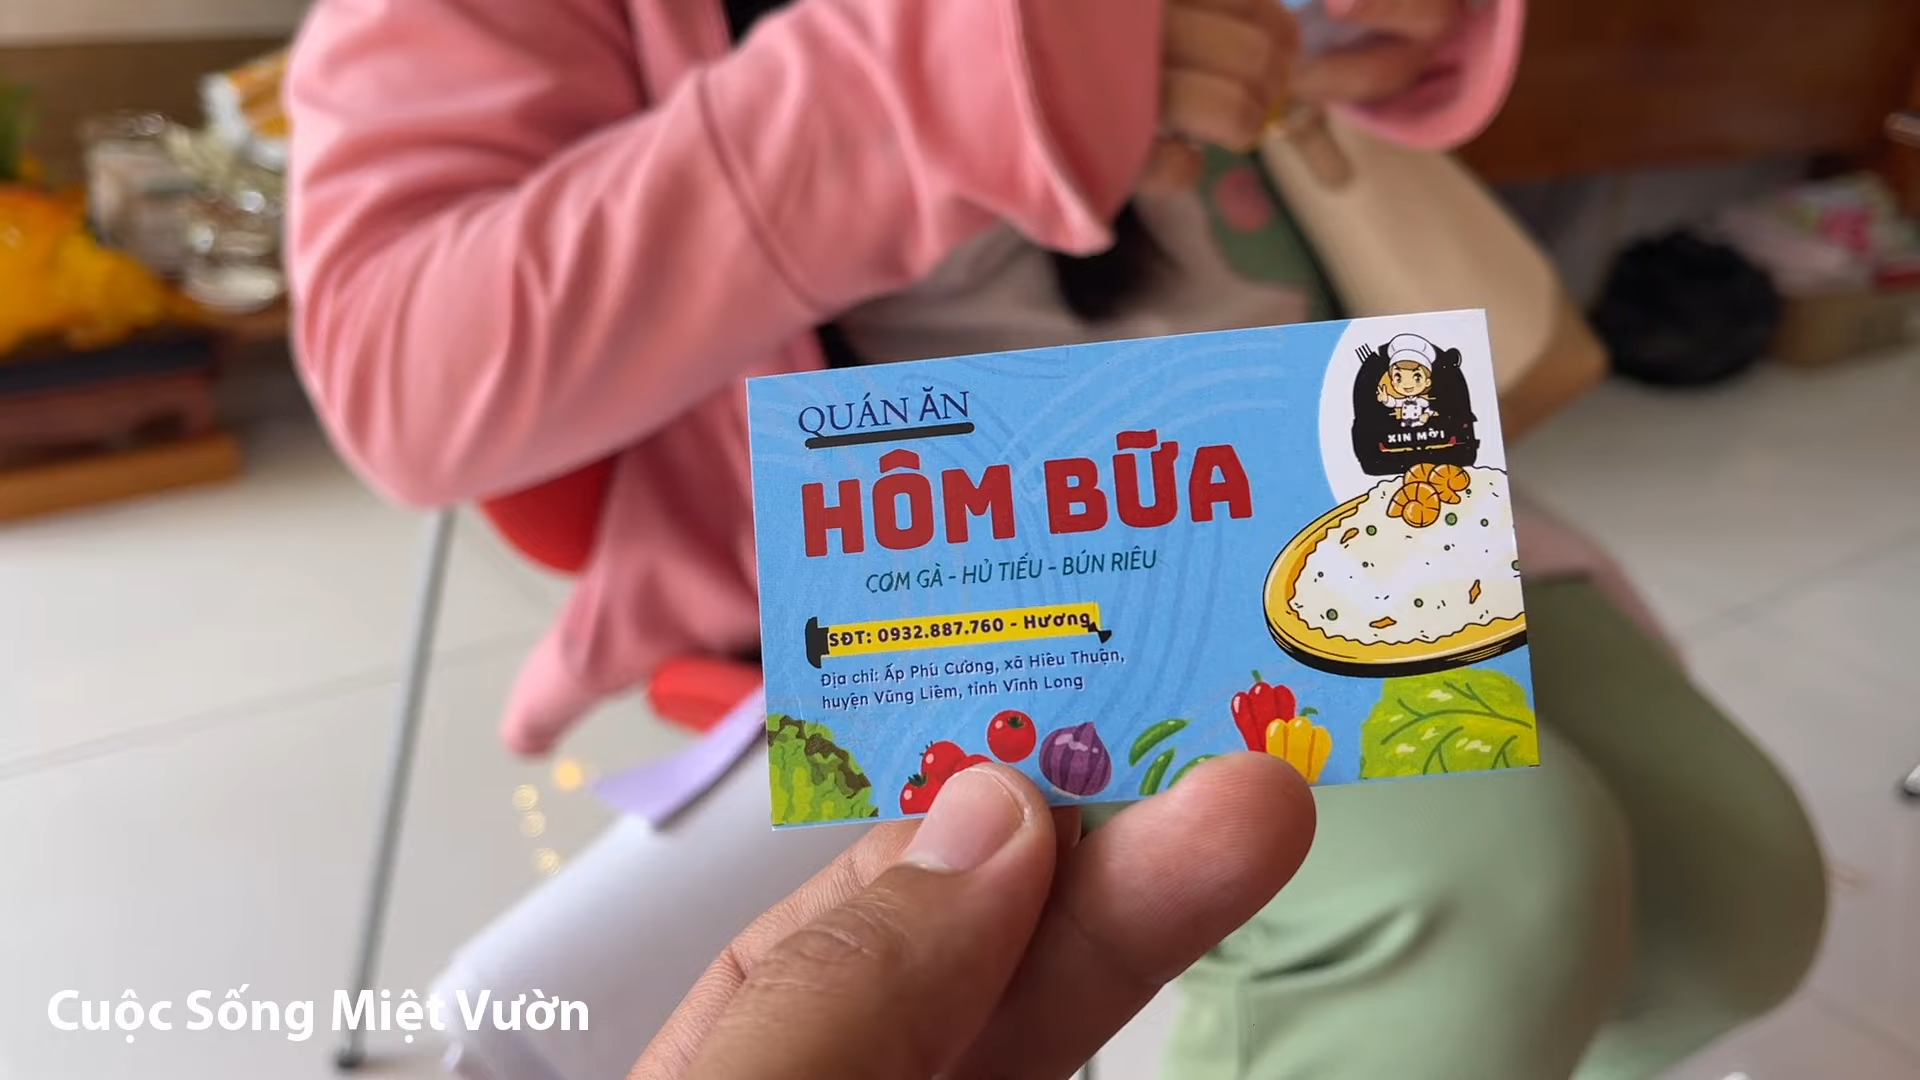 QUÁN ĂN
HÔM BỮA
CƠM GÀ - HỦ TIẾU - BÚN RIÊU
SĐT: 0932.887.760 - Hương
Địa chỉ: Ấp Phú Cường, xã Hiếu Thuận,
huyện Vũng Liêm, tỉnh Vĩnh Long
XIN MỜI
Cuộc Sống Miệt Vườn